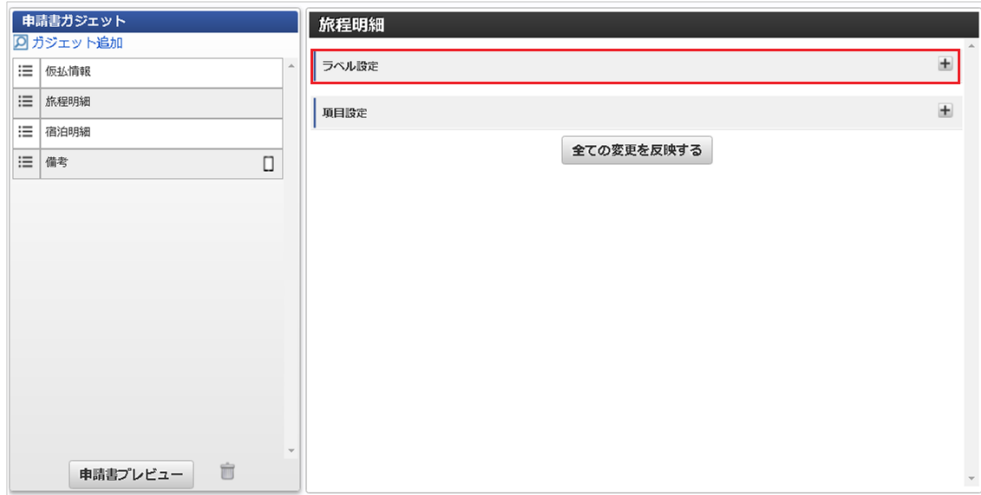 申請書ガジェット
ガジェット追加
仮払情報
旅程明細
宿泊明細
備考
申請書プレビュー
旅程明細
ラベル設定
項目設定
全ての変更を反映する